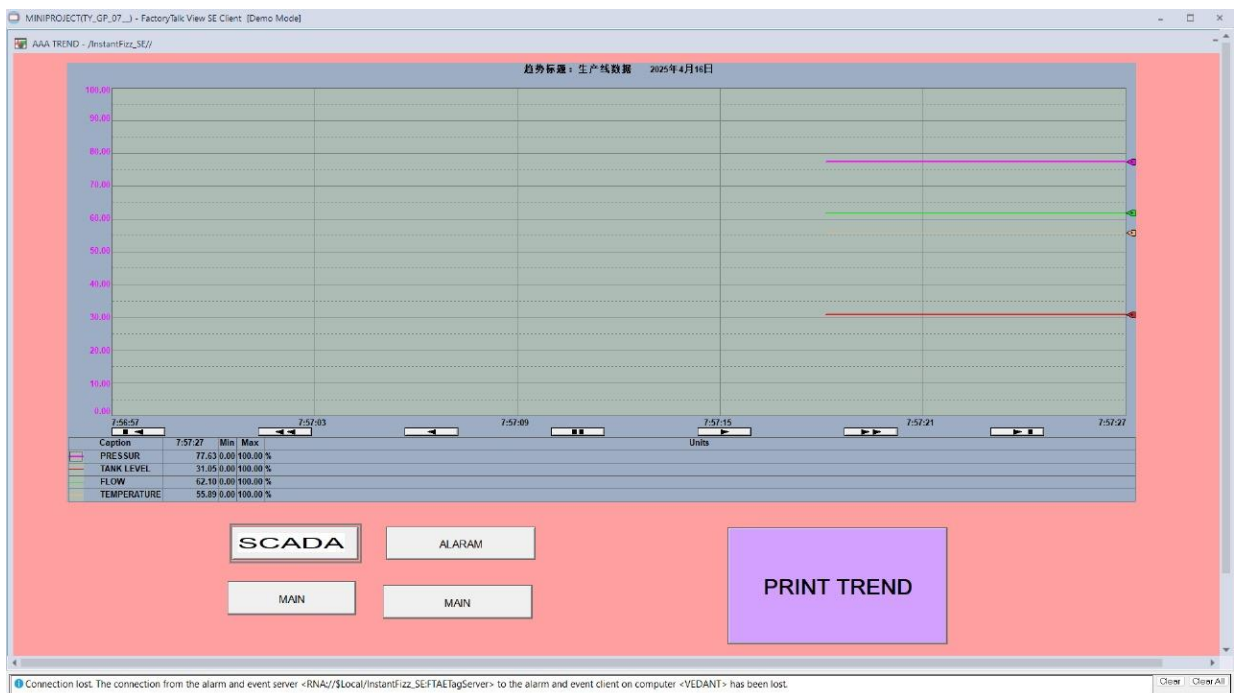 MINIPROJECT(TY_GP_07__) - FactoryTalk View SE Client [Demo Mode]
AAA TREND - /InstantFizz_SE//
趋势标题：生产线数据 2025年4月16日
100.00
90.00
80.00
70.00
60.00
50.00
40.00
30.00
20.00
10.00
0.00
7:56:57 7:57:03 7:57:09 7:57:15 7:57:21 7:57:27
Caption 7:57:27 Min Max Units
PRESSUR 77.63 0.00 100.00 %
TANK LEVEL 31.05 0.00 100.00 %
FLOW 62.10 0.00 100.00 %
TEMPERATURE 55.89 0.00 100.00 %
SCADA ALARAM
MAIN MAIN
PRINT TREND
Connection lost. The connection from the alarm and event server <RNA://$Local/InstantFizz_SE:FTAETagServer> to the alarm and event client on computer <VEDANT> has been lost. Clear Clear All